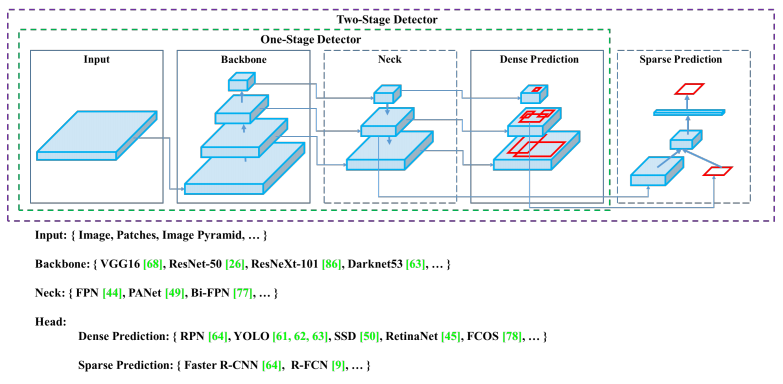 Two-Stage Detector
One-Stage Detector
Input
Backbone
Neck
Dense Prediction
Sparse Prediction
Input: { Image, Patches, Image Pyramid, … }
Backbone: { VGG16 [68], ResNet-50 [26], ResNeXt-101 [86], Darknet53 [63], … }
Neck: { FPN [44], PANet [49], Bi-FPN [77], … }
Head:
Dense Prediction: { RPN [64], YOLO [61, 62, 63], SSD [50], RetinaNet [45], FCOS [78], … }
Sparse Prediction: { Faster R-CNN [64], R-FCN [9], … }